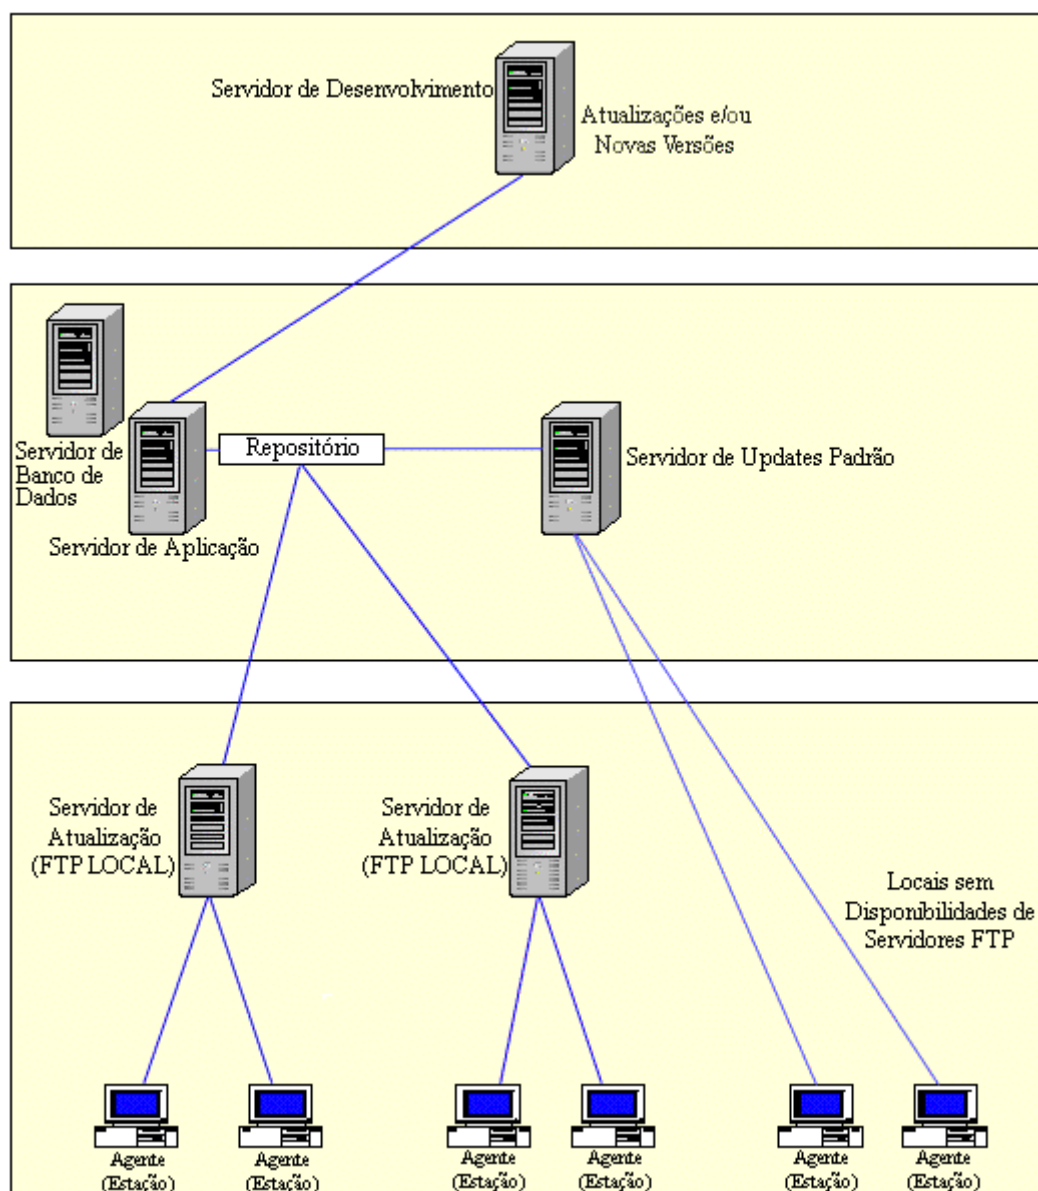 Servidor de Desenvolvimento
Atualizações e/ou
Novas Versões
Servidor de
Banco de
Dados
Repositório
Servidor de Updates Padrão
Servidor de Aplicação
Servidor de
Atualização
(FTP LOCAL)
Servidor de
Atualização
(FTP LOCAL)
Locais sem
Disponibilidades de
Servidores FTP
Agente
(Estação)
Agente
(Estação)
Agente
(Estação)
Agente
(Estação)
Agente
(Estação)
Agente
(Estação)